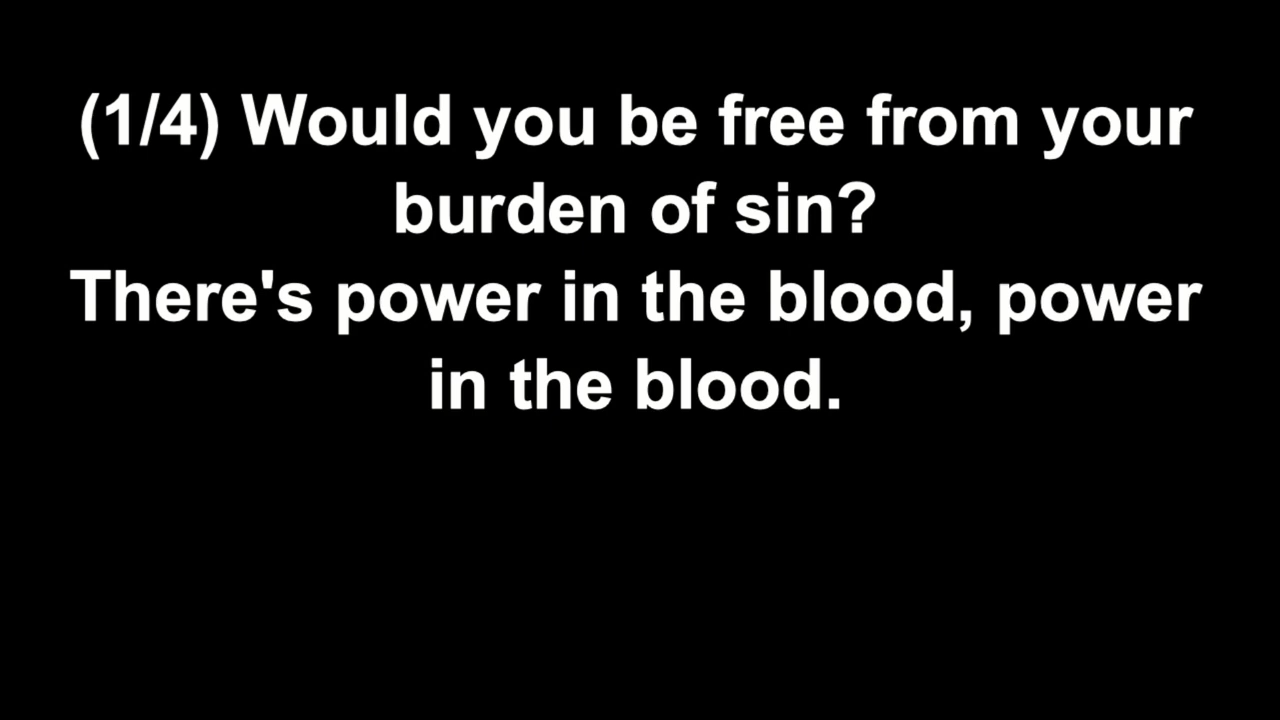 (1/4) Would you be free from your
burden of sin?
There's power in the blood, power
in the blood.